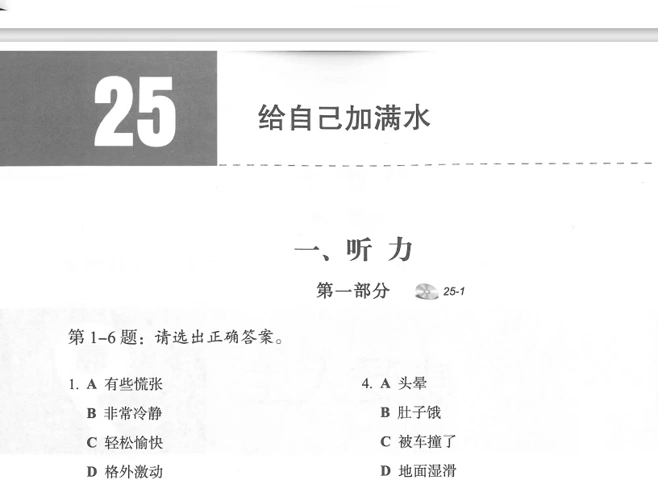 25
给自己加满水
一、听 力
第一部分 25-1
第1-6题：请选出正确答案。
1. A 有些慌张
B 非常冷静
C 轻松愉快
D 格外激动
4. A 头晕
B 肚子饿
C 被车撞了
D 地面湿滑